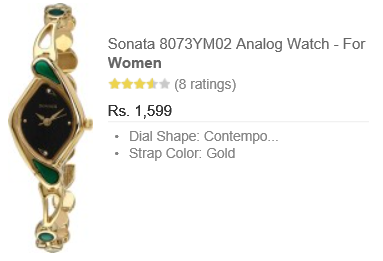 Sonata 8073YM02 Analog Watch - For
Women
(8 ratings)
Rs. 1,599
• Dial Shape: Contempo...
• Strap Color: Gold